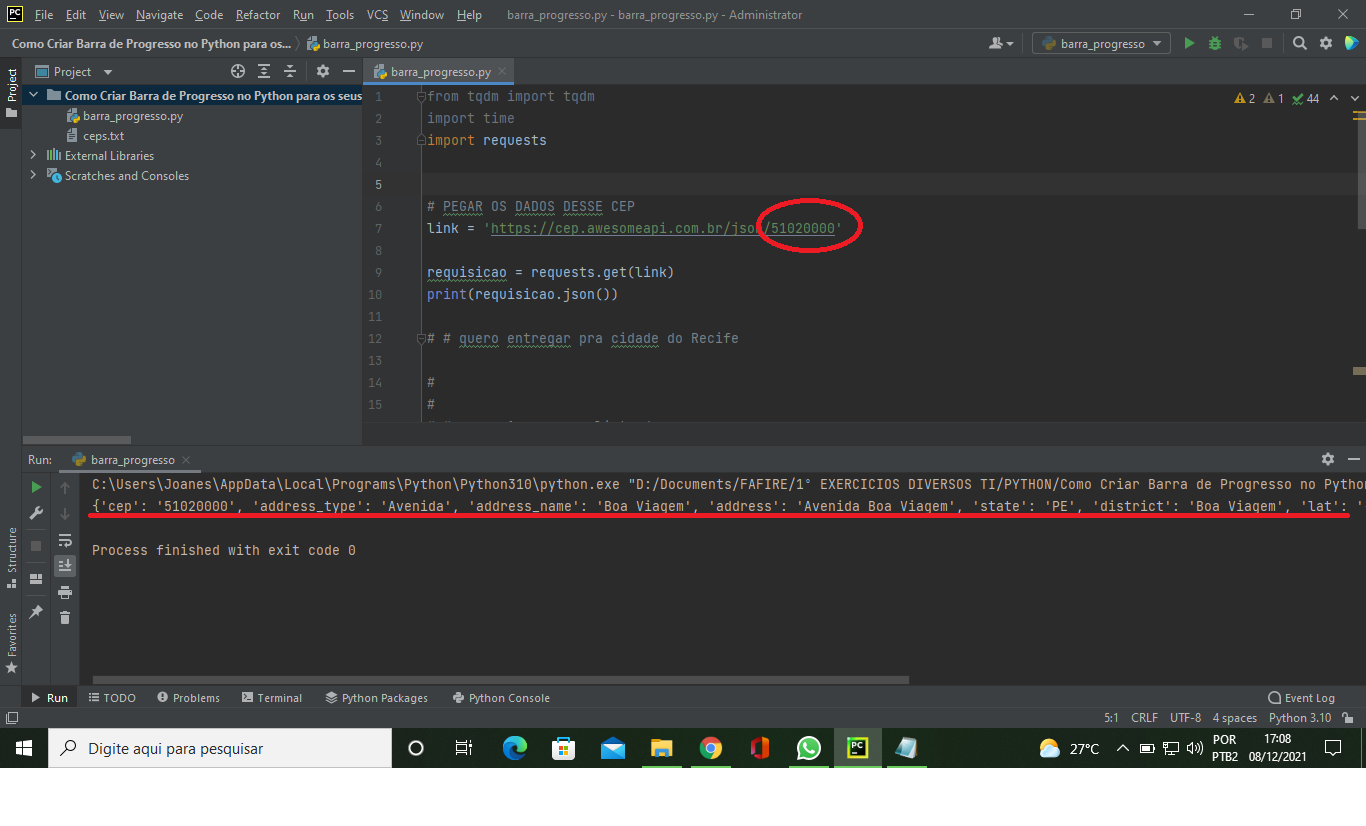 PC File Edit View Navigate Code Refactor Run Tools VCS Window Help barra_progresso.py - barra_progresso.py - Administrator
Como Criar Barra de Progresso no Python para os... barra_progresso.py barra_progresso
Project
Project
barra_progresso.py
Como Criar Barra de Progresso no Python para os seus
barra_progresso.py
ceps.txt
External Libraries
Scratches and Consoles
2 1 44
1 from tqdm import tqdm
2 import time
3 import requests
4
5
6 # PEGAR OS DADOS DESSE CEP
7 link = 'https://cep.awesomeapi.com.br/json/51020000'
8
9 requisicao = requests.get(link)
10 print(requisicao.json())
11
12 # # quero entregar pra cidade do Recife
13
14 #
15 #
Run: barra_progresso
C:\Users\Joanes\AppData\Local\Programs\Python\Python310\python.exe "D:/Documents/FAFIRE/1° EXERCICIOS DIVERSOS TI/PYTHON/Como Criar Barra de Progresso no Python
{'cep': '51020000', 'address_type': 'Avenida', 'address_name': 'Boa Viagem', 'address': 'Avenida Boa Viagem', 'state': 'PE', 'district': 'Boa Viagem', 'lat': '
Process finished with exit code 0
Structure
Favorites
Run TODO Problems Terminal Python Packages Python Console Event Log
5:1 CRLF UTF-8 4 spaces Python 3.10
Digite aqui para pesquisar
PC
27°C
POR
PTB2
17:08
08/12/2021